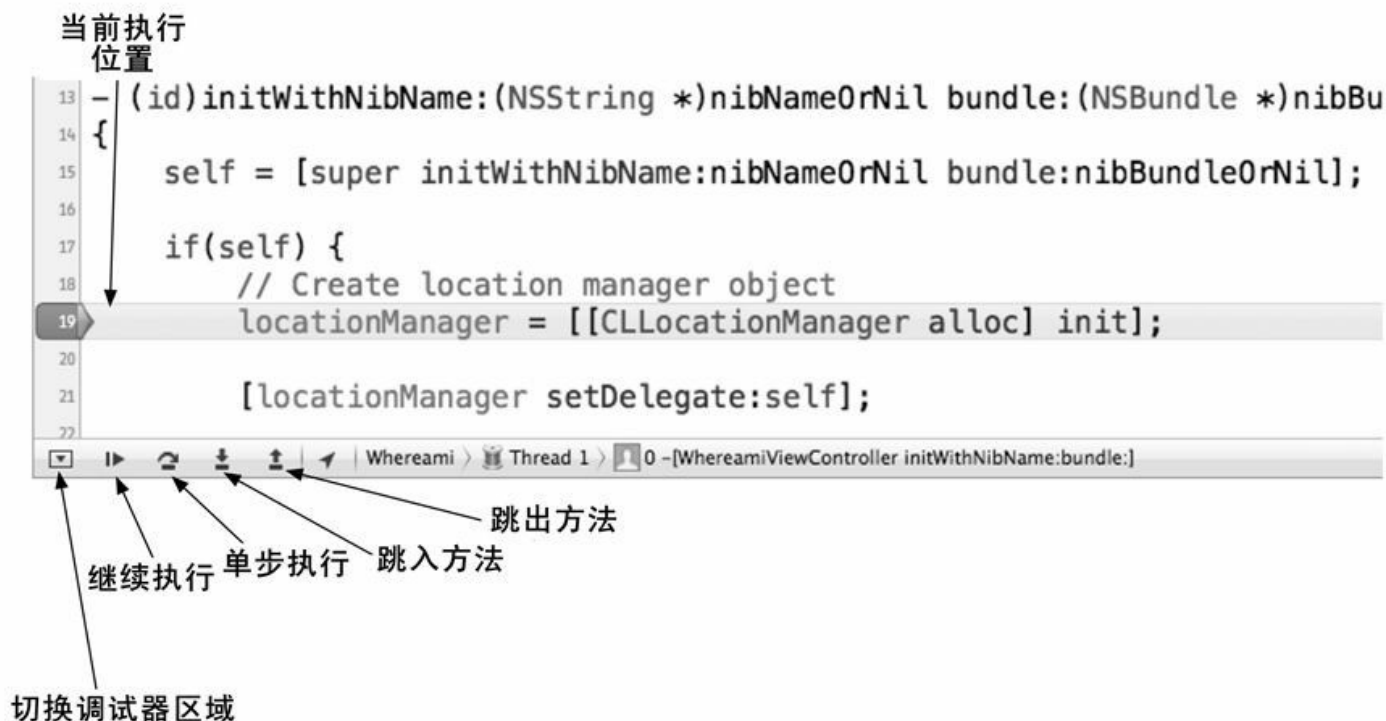 当前执行
位置
13 – (id)initWithNibName:(NSString *)nibNameOrNil bundle:(NSBundle *)nibBu
14 {
15 self = [super initWithNibName:nibNameOrNil bundle:nibBundleOrNil];
16
17 if(self) {
18 // Create location manager object
19 locationManager = [[CLLocationManager alloc] init];
20
21 [locationManager setDelegate:self];
22
Whereami Thread 1 0 -[WhereamiViewController initWithNibName:bundle:]
跳出方法
继续执行 单步执行 跳入方法
切换调试器区域